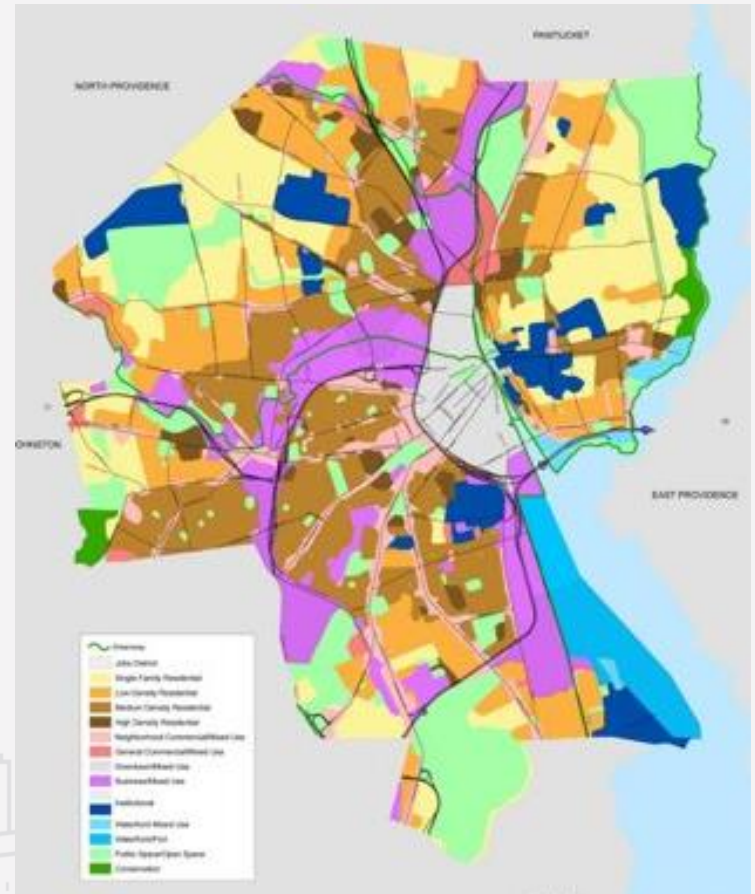 PAWTUCKET
NORTH PROVIDENCE
JOHNSTON
EAST PROVIDENCE
Greenway
Jobs District
Single Family Residential
Low Density Residential
Medium Density Residential
High Density Residential
Neighborhood Commercial/Mixed Use
General Commercial/Mixed Use
Downtown/Mixed Use
Business/Mixed Use
Institutional
Waterfront Mixed Use
Waterfront/Port
Public Space/Open Space
Conservation